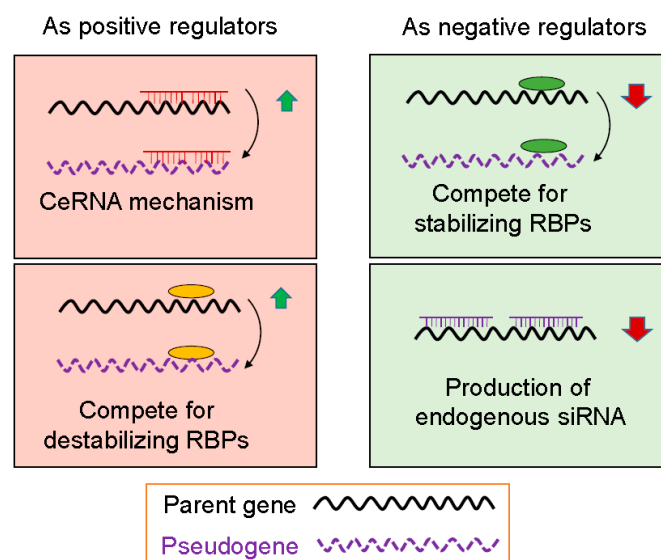 As positive regulators
As negative regulators
CeRNA mechanism
Compete for
stabilizing RBPs
Compete for
destabilizing RBPs
Production of
endogenous siRNA
Parent gene
Pseudogene